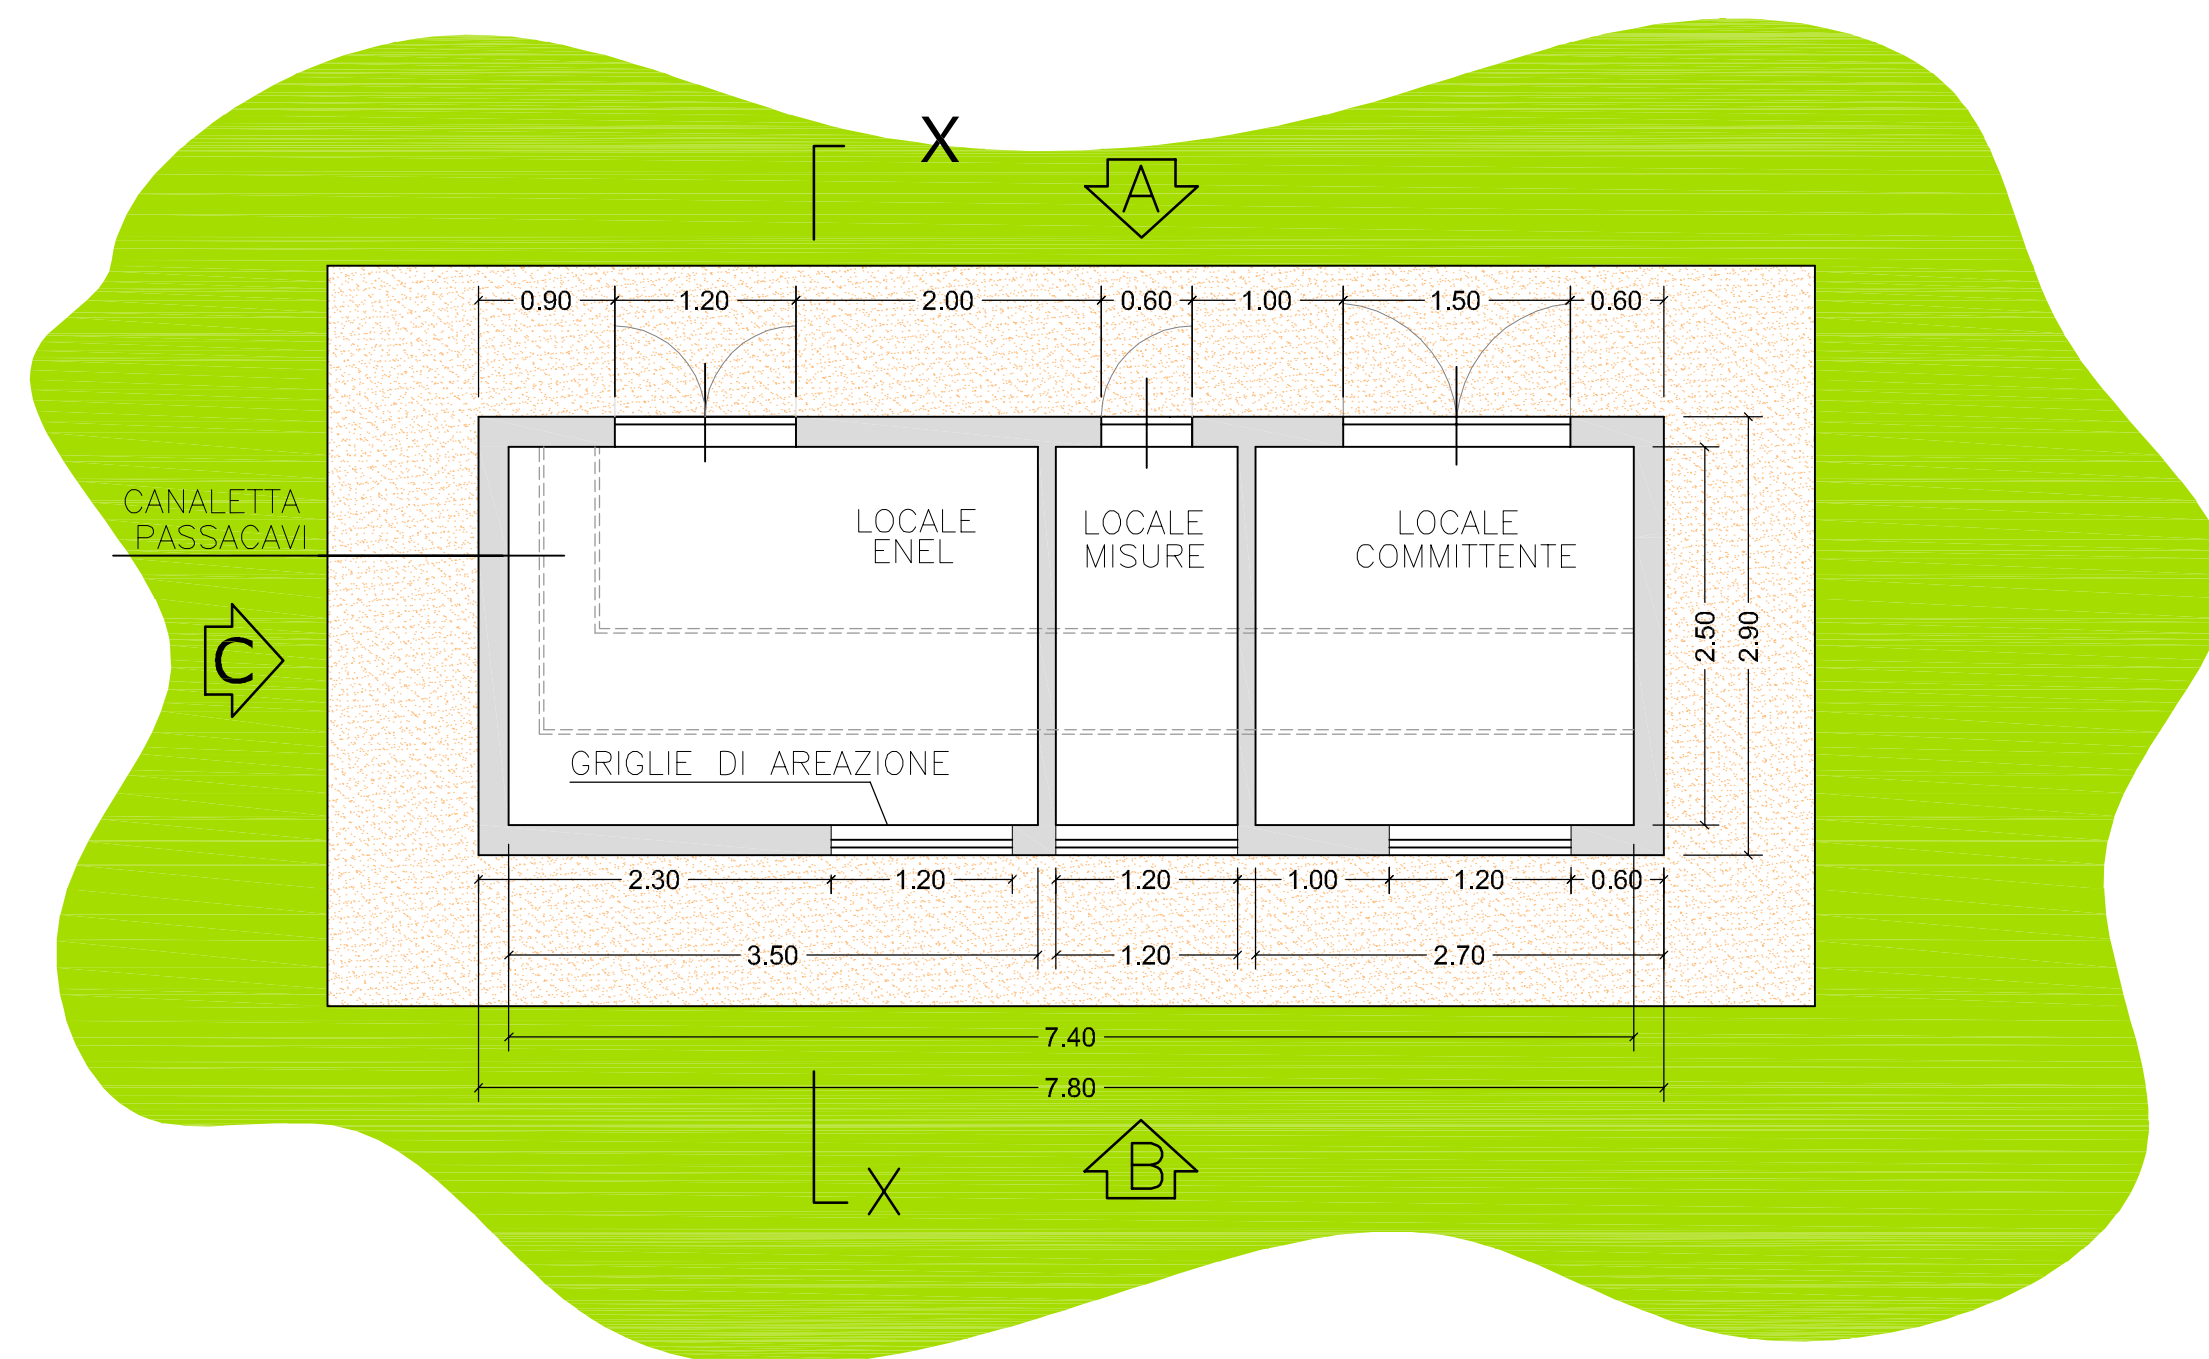 X
A
0.90 1.20 2.00 0.60 1.00 1.50 0.60
CANALETTA
PASSACAVI
LOCALE
ENEL
LOCALE
MISURE
LOCALE
COMMITTENTE
C
2.50
2.90
GRIGLIE DI AREAZIONE
2.30 1.20 1.20 1.00 1.20 0.60
3.50 1.20 2.70
7.40
7.80
X
B